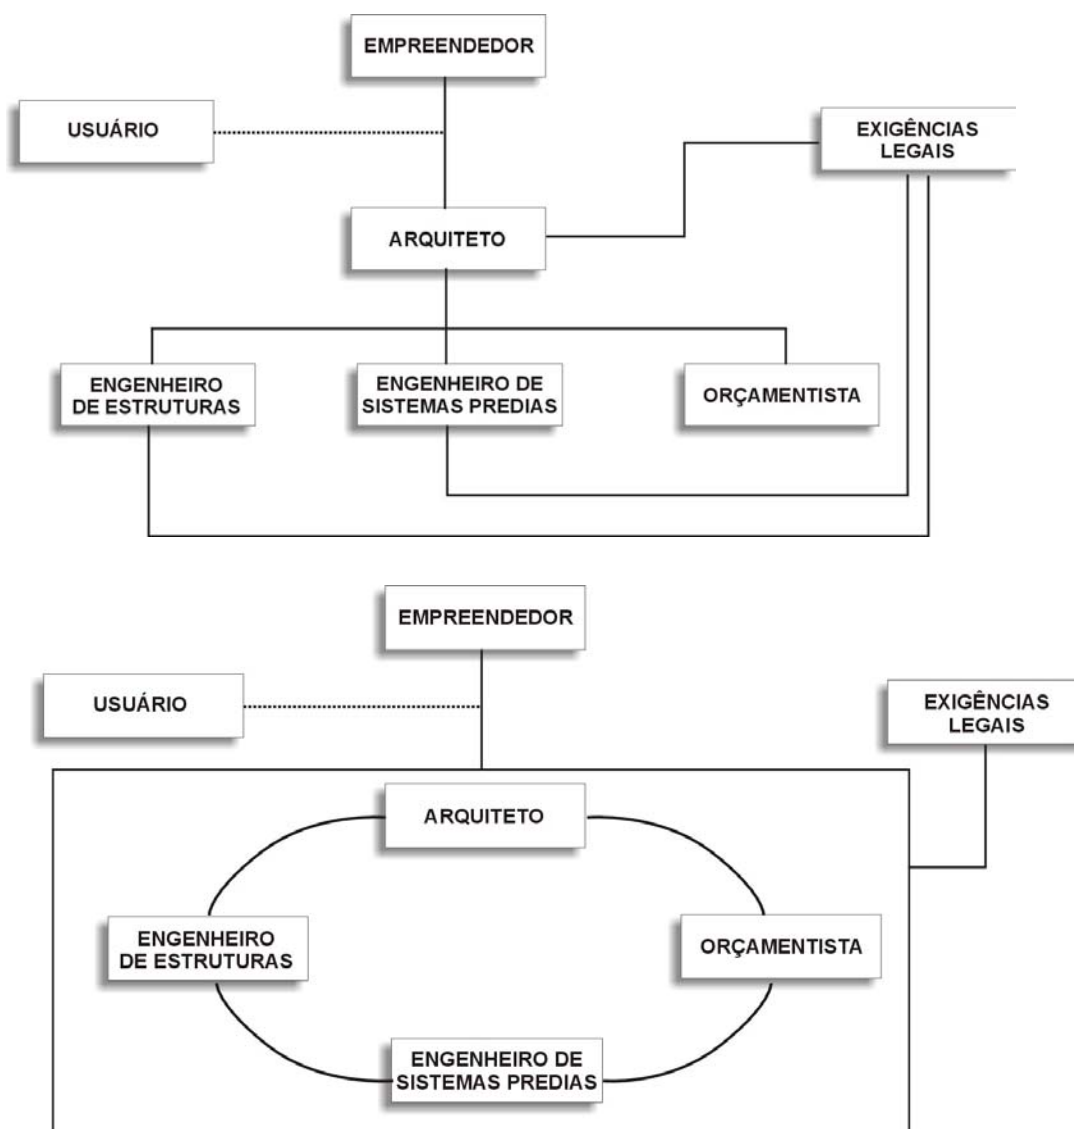 EMPREENDEDOR
USUÁRIO
EXIGÊNCIAS
LEGAIS
ARQUITETO
ENGENHEIRO
DE ESTRUTURAS
ENGENHEIRO DE
SISTEMAS PREDIAS
ORÇAMENTISTA
EMPREENDEDOR
USUÁRIO
EXIGÊNCIAS
LEGAIS
ARQUITETO
ENGENHEIRO
DE ESTRUTURAS
ORÇAMENTISTA
ENGENHEIRO DE
SISTEMAS PREDIAS